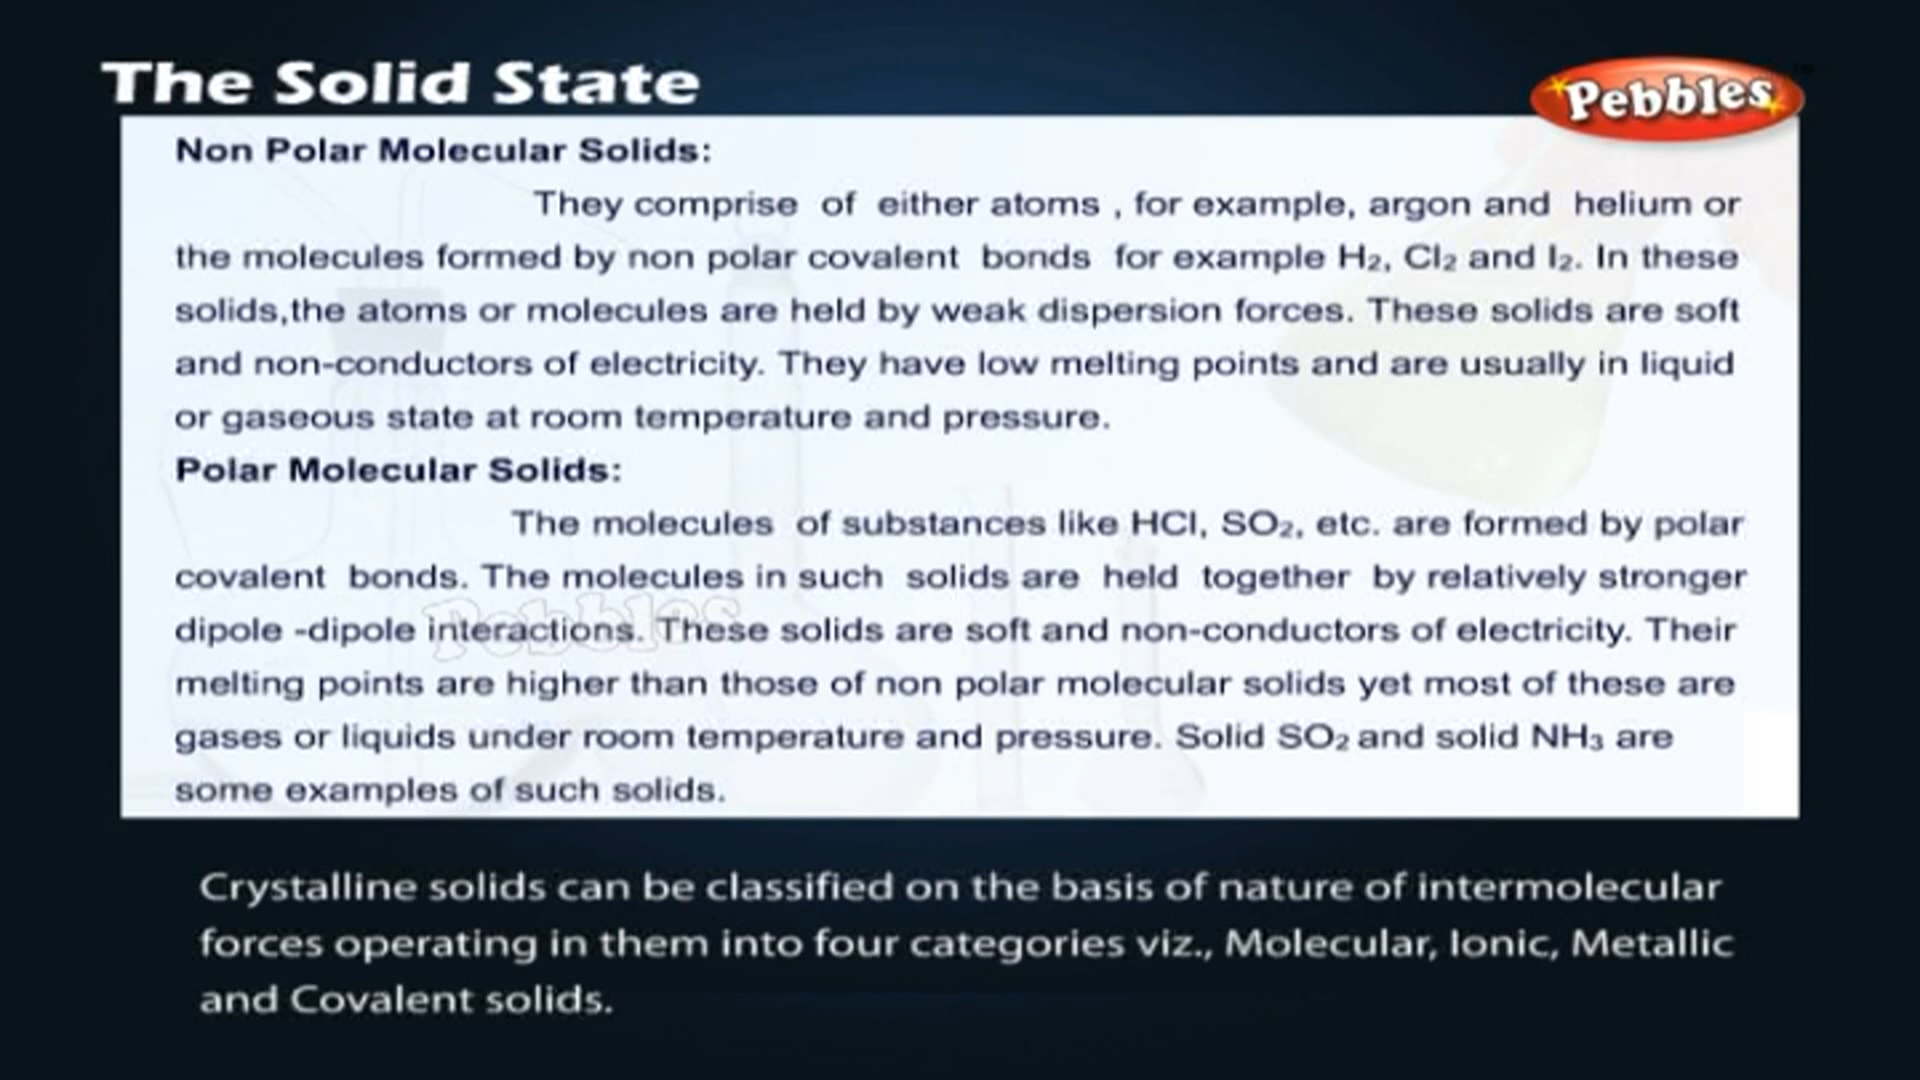 The Solid State
Pebbles
Non Polar Molecular Solids:
They comprise of either atoms , for example, argon and helium or
the molecules formed by non polar covalent bonds for example H₂, Cl₂ and I₂. In these
solids,the atoms or molecules are held by weak dispersion forces. These solids are soft
and non-conductors of electricity. They have low melting points and are usually in liquid
or gaseous state at room temperature and pressure.
Polar Molecular Solids:
The molecules of substances like HCl, SO₂, etc. are formed by polar
covalent bonds. The molecules in such solids are held together by relatively stronger
dipole -dipole interactions. These solids are soft and non-conductors of electricity. Their
Pebbles
melting points are higher than those of non polar molecular solids yet most of these are
gases or liquids under room temperature and pressure. Solid SO₂ and solid NH₃ are
some examples of such solids.
Crystalline solids can be classified on the basis of nature of intermolecular
forces operating in them into four categories viz., Molecular, Ionic, Metallic
and Covalent solids.